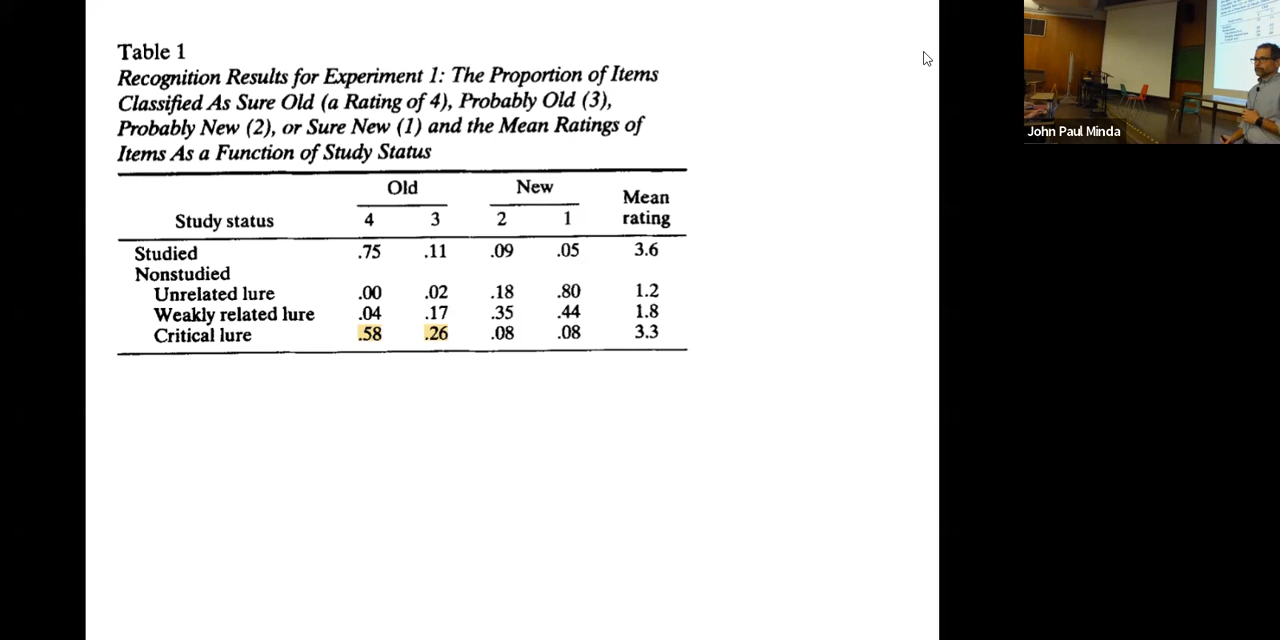 Table 1
Recognition Results for Experiment 1: The Proportion of Items
Classified As Sure Old (a Rating of 4), Probably Old (3),
Probably New (2), or Sure New (1) and the Mean Ratings of
Items As a Function of Study Status
Old New Mean
Study status 4 3 2 1 rating
Studied .75 .11 .09 .05 3.6
Nonstudied
Unrelated lure .00 .02 .18 .80 1.2
Weakly related lure .04 .17 .35 .44 1.8
Critical lure .58 .26 .08 .08 3.3
John Paul Minda